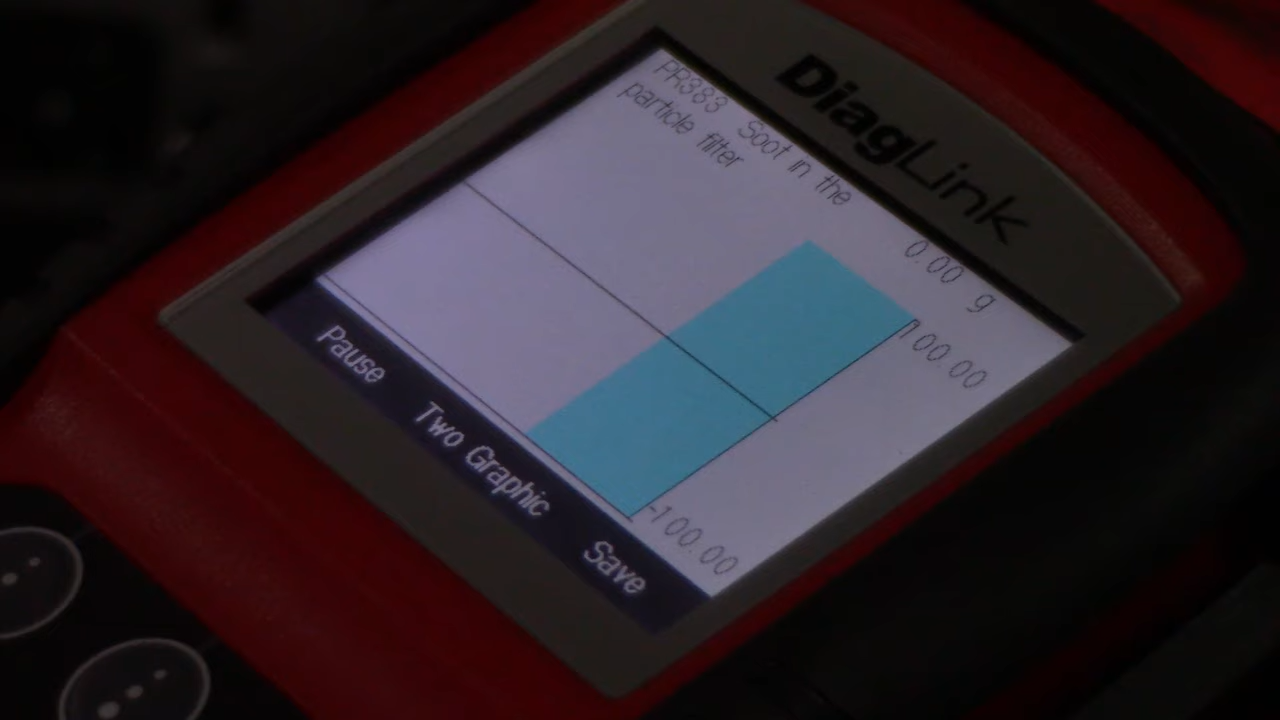 DiagLink
PR383 Soot in the
particle filter
0.00 g
100.00
-100.00
Pause
Two Graphic
Save